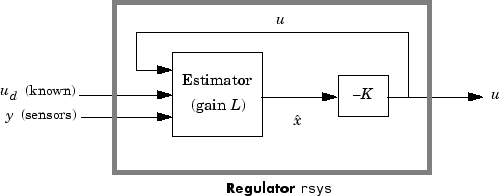 u
Estimator
(gain L)
u_d (known)
y (sensors)
–K
u
x̂
Regulator rsys